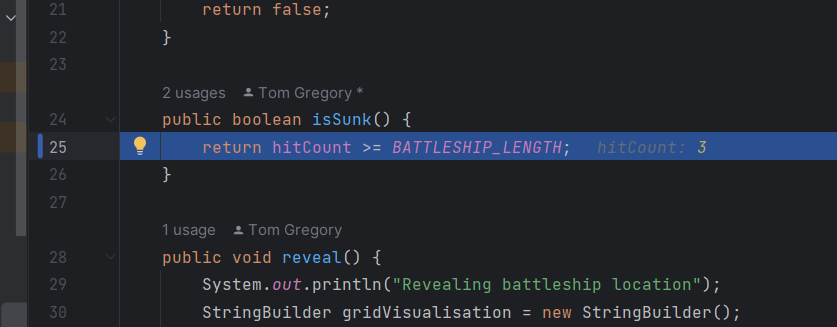 21 return false;
22 }
23
2 usages Tom Gregory *
24 public boolean isSunk() {
25 return hitCount >= BATTLESHIP_LENGTH; hitCount: 3
26 }
27
1 usage Tom Gregory
28 public void reveal() {
29 System.out.println("Revealing battleship location");
30 StringBuilder gridVisualisation = new StringBuilder();